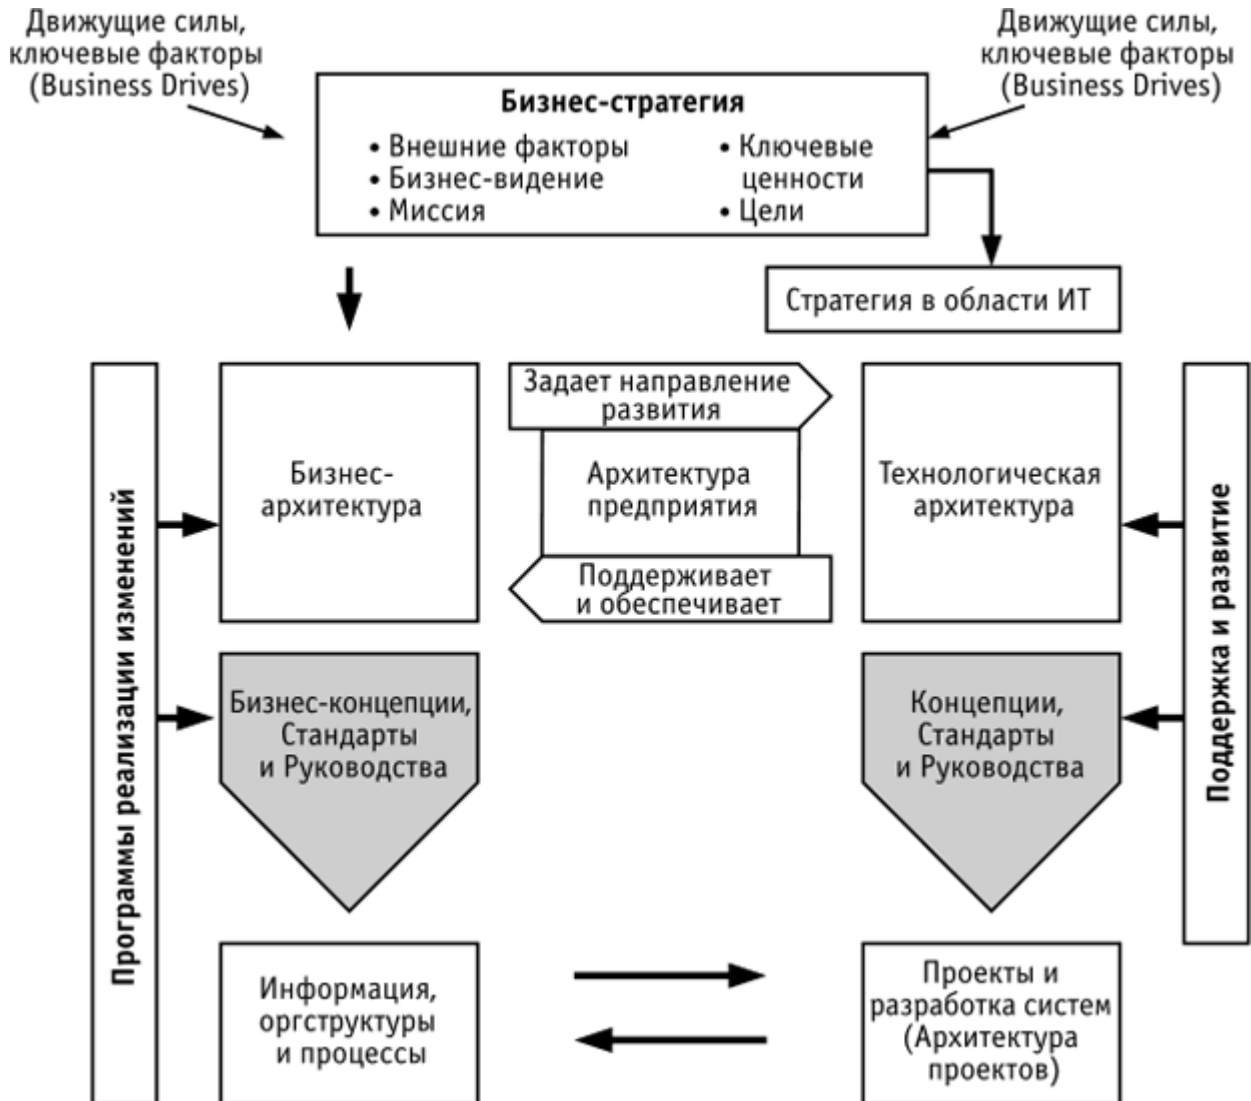 Движущие силы,
ключевые факторы
(Business Drives)
Движущие силы,
ключевые факторы
(Business Drives)
Бизнес-стратегия
• Внешние факторы
• Бизнес-видение
• Миссия
• Ключевые
ценности
• Цели
Стратегия в области ИТ
Программы реализации изменений
Бизнес-
архитектура
Задает направление
развития
Архитектура
предприятия
Поддерживает
и обеспечивает
Технологическая
архитектура
Поддержка и развитие
Бизнес-концепции,
Стандарты
и Руководства
Концепции,
Стандарты
и Руководства
Информация,
оргструктуры
и процессы
Проекты и
разработка систем
(Архитектура
проектов)